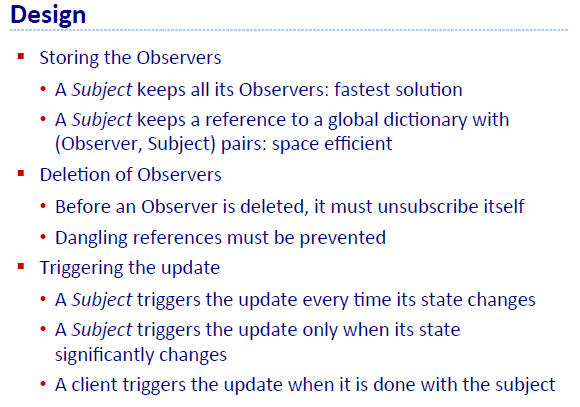 Design
▪ Storing the Observers
• A Subject keeps all its Observers: fastest solution
• A Subject keeps a reference to a global dictionary with
(Observer, Subject) pairs: space efficient
▪ Deletion of Observers
• Before an Observer is deleted, it must unsubscribe itself
• Dangling references must be prevented
▪ Triggering the update
• A Subject triggers the update every time its state changes
• A Subject triggers the update only when its state
significantly changes
• A client triggers the update when it is done with the subject